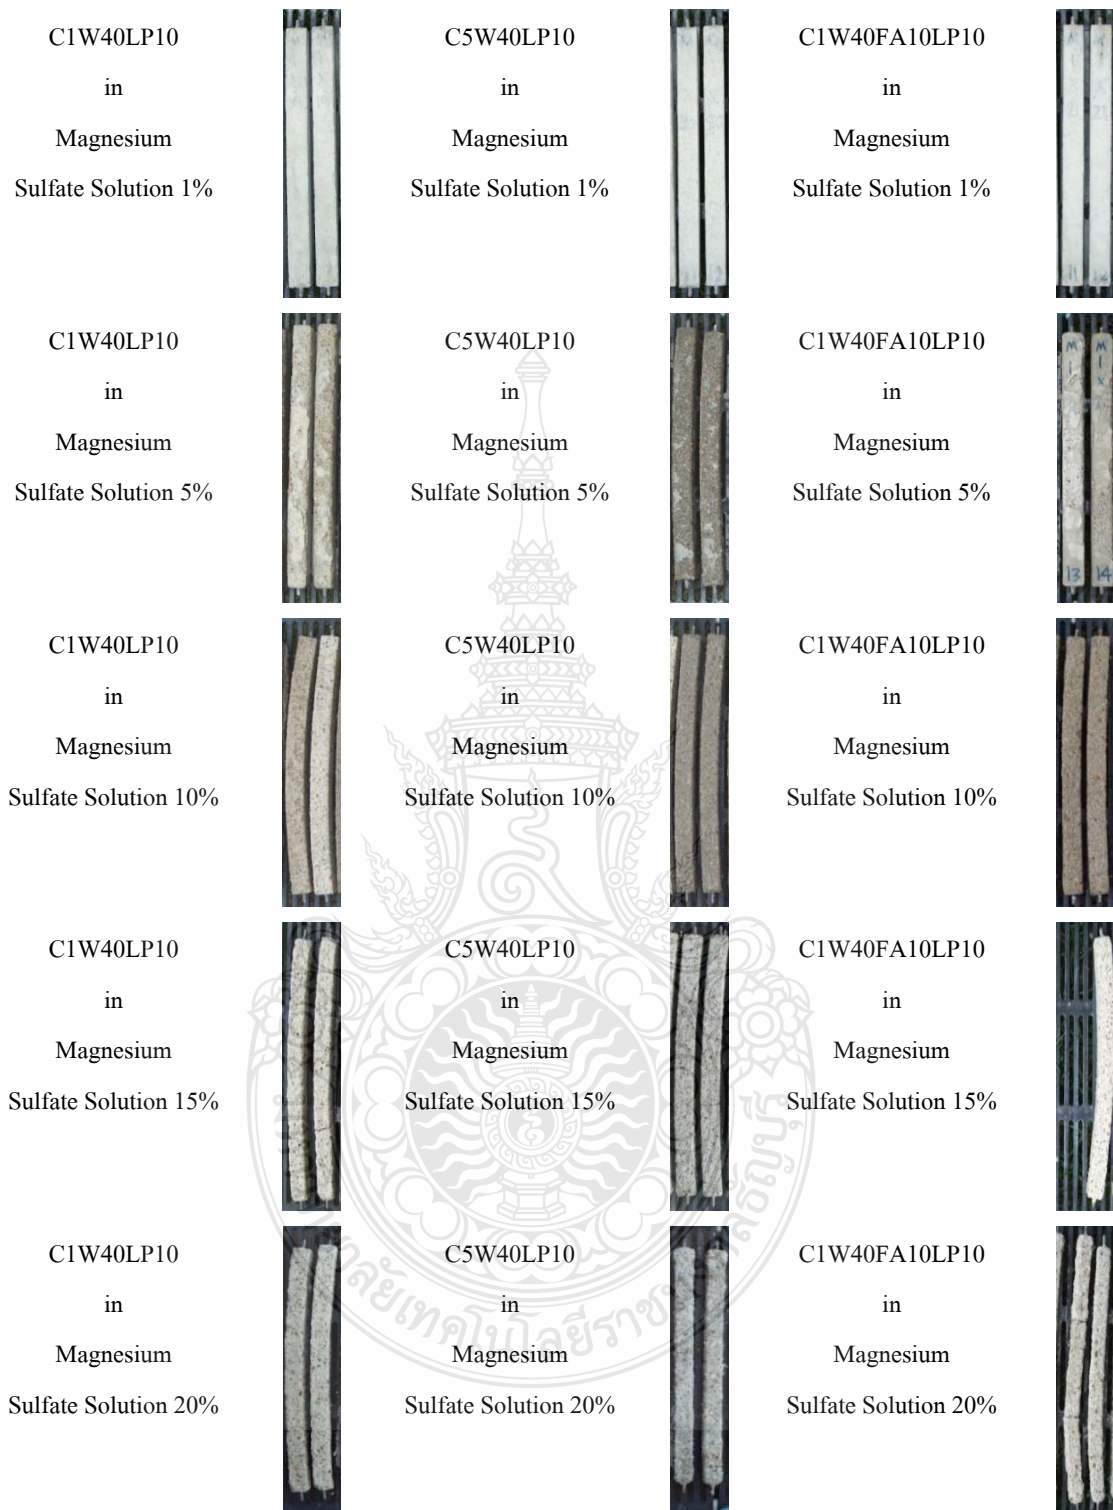 C1W40LP10
in
Magnesium
Sulfate Solution 1%
C5W40LP10
in
Magnesium
Sulfate Solution 1%
C1W40FA10LP10
in
Magnesium
Sulfate Solution 1%
11
12
C1W40LP10
in
Magnesium
Sulfate Solution 5%
C5W40LP10
in
Magnesium
Sulfate Solution 5%
C1W40FA10LP10
in
Magnesium
Sulfate Solution 5%
13
14
C1W40LP10
in
Magnesium
Sulfate Solution 10%
C5W40LP10
in
Magnesium
Sulfate Solution 10%
C1W40FA10LP10
in
Magnesium
Sulfate Solution 10%
C1W40LP10
in
Magnesium
Sulfate Solution 15%
C5W40LP10
in
Magnesium
Sulfate Solution 15%
C1W40FA10LP10
in
Magnesium
Sulfate Solution 15%
C1W40LP10
in
Magnesium
Sulfate Solution 20%
C5W40LP10
in
Magnesium
Sulfate Solution 20%
C1W40FA10LP10
in
Magnesium
Sulfate Solution 20%